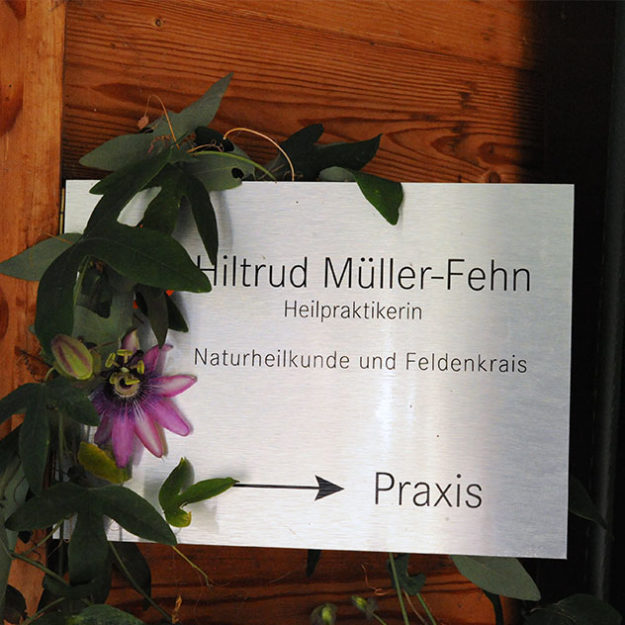 Hiltrud Müller-Fehn
Heilpraktikerin
Naturheilkunde und Feldenkrais
Praxis